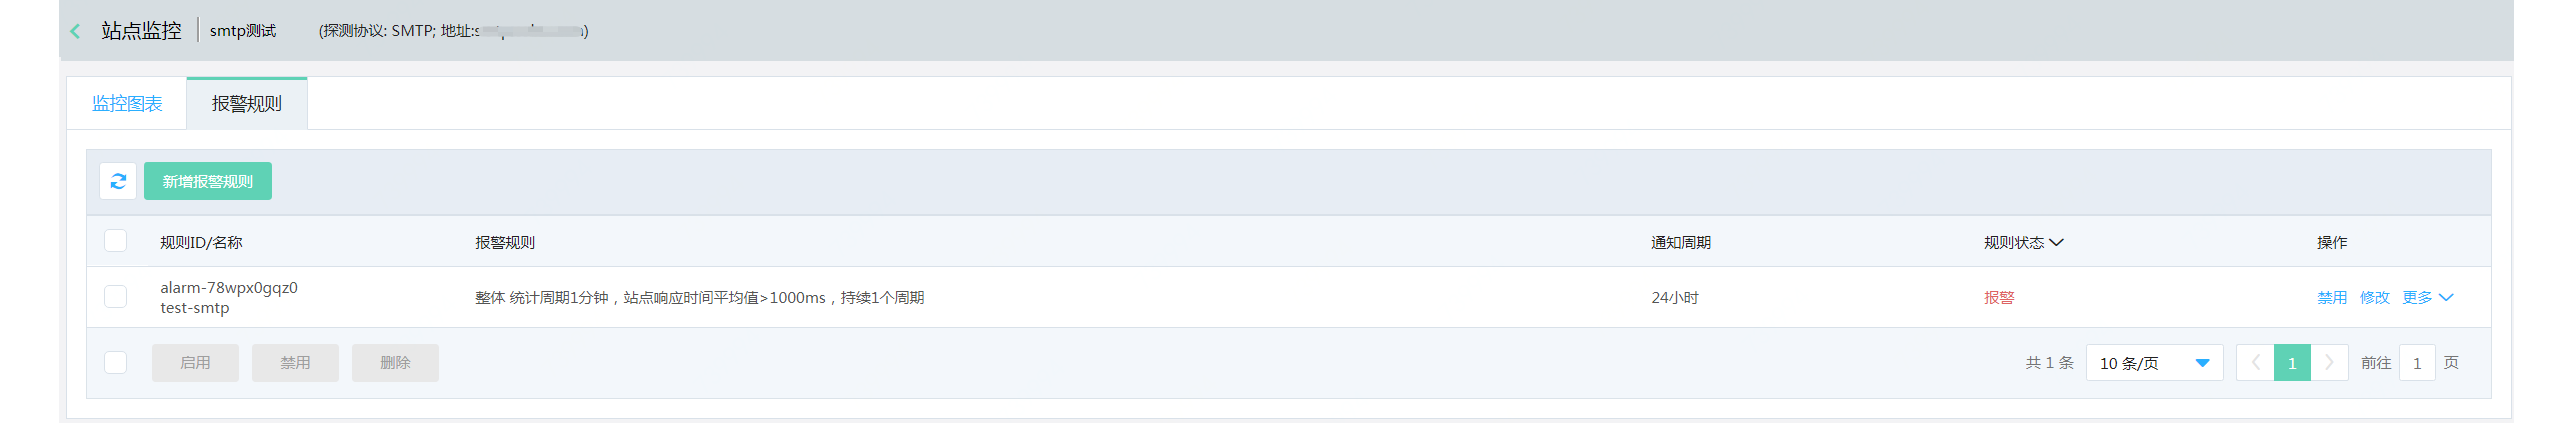 站点监控 smtp测试 (探测协议: SMTP; 地址:s
监控图表 报警规则
新增报警规则
规则ID/名称 报警规则 通知周期 规则状态 操作
alarm-78wpx0gqz0
test-smtp
整体 统计周期1分钟，站点响应时间平均值>1000ms，持续1个周期 24小时 报警 禁用 修改 更多
启用 禁用 删除 共 1 条 10 条/页 1 前往 1 页